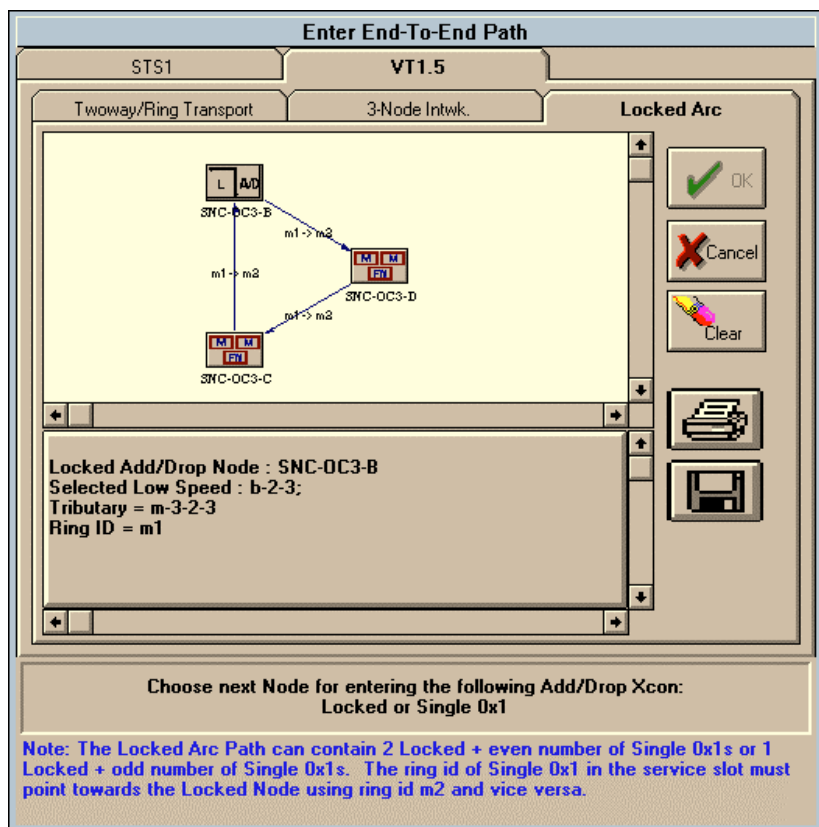 Enter End-To-End Path
STS1
VT1.5
Twoway/Ring Transport
3-Node Intwk.
Locked Arc
L A/D
SNC-OC3-B
m1 -> m2
M M
FN
SNC-OC3-D
m1 -> m2
m1 -> m2
M M
FN
SNC-OC3-C
OK
Cancel
Clear
Locked Add/Drop Node : SNC-OC3-B
Selected Low Speed : b-2-3;
Tributary = m-3-2-3
Ring ID = m1
Choose next Node for entering the following Add/Drop Xcon:
Locked or Single 0x1
Note: The Locked Arc Path can contain 2 Locked + even number of Single 0x1s or 1
Locked + odd number of Single 0x1s.  The ring id of Single 0x1 in the service slot must
point towards the Locked Node using ring id m2 and vice versa.